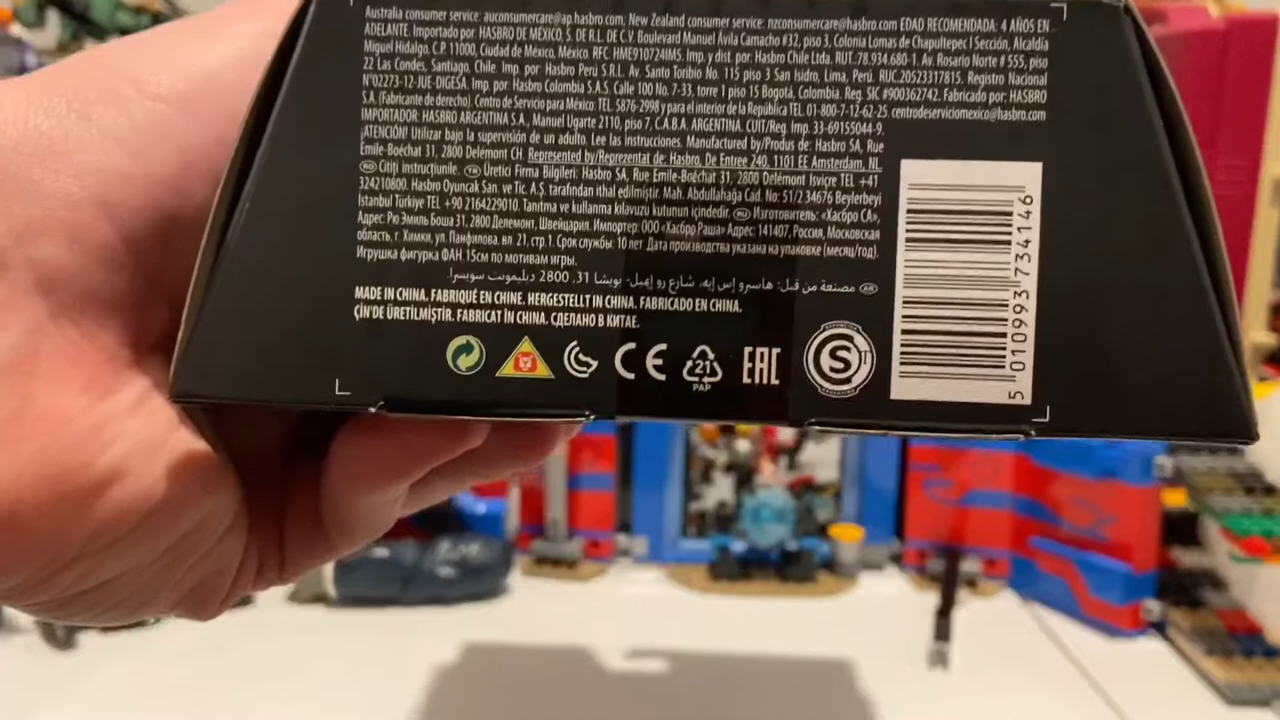 Australia consumer service: auconsumercare@ap.hasbro.com; New Zealand consumer service: nzconsumercare@hasbro.com EDAD RECOMENDADA: 4 AÑOS EN
ADELANTE. Importado por: HASBRO DE MÉXICO, S. DE R.L. DE C.V. Boulevard Manuel Ávila Camacho #32, piso 3, Colonia Lomas de Chapultepec I Sección, Alcaldía
Miguel Hidalgo, C.P. 11000, Ciudad de México, México. RFC. HME910724IM5. Imp. y dist. por: Hasbro Chile Ltda. RUT.:78.934.680-1. Av. Rosario Norte # 555, piso
22 Las Condes, Santiago, Chile. Imp. por: Hasbro Perú S.R.L. Av. Santo Toribio No. 115 piso 3 San Isidro, Lima, Perú. RUC.20523317815. Registro Nacional
N°02273-12-JUE-DIGESA. Imp. por: Hasbro Colombia S.A.S. Calle 100 No. 7-33, torre 1 piso 15 Bogotá, Colombia. Reg. SIC #900362742. Fabricado por: HASBRO
S.A. (Fabricante de derecho). Centro de Servicio para México: TEL. 5876-2998 y para el interior de la República TEL. 01-800-7-12-62-25. centrodeserviciomexico@hasbro.com
IMPORTADOR: HASBRO ARGENTINA S.A., Manuel Ugarte 2110, piso 7, C.A.B.A. ARGENTINA. CUIT/Reg. Imp. 33-69155044-9.
¡ATENCIÓN! Utilizar bajo la supervisión de un adulto. Lee las instrucciones. Manufactured by/Produs de: Hasbro SA, Rue
Emile-Boéchat 31, 2800 Delémont CH. Represented by/Reprezentat de: Hasbro, De Entree 240, 1101 EE Amsterdam, NL.
RO Citiți instrucțiunile. TR Üretici Firma Bilgileri: Hasbro SA, Rue Emile-Boéchat 31, 2800 Delémont İsviçre TEL +41
324210800. Hasbro Oyuncak San. ve Tic. A.Ş. tarafından ithal edilmiştir. Mah. Abdullahağa Cad. No: 51/2 34676 Beylerbeyi
İstanbul Türkiye TEL +90 2164229010. Tanıtma ve kullanma kılavuzu kutunun içindedir. RU Изготовитель: «Хасбро СА»,
Адрес: Рю Эмиль Боша 31, 2800 Делемонт, Швейцария. Импортер: ООО «Хасбро Раша» Адрес: 141407, Россия, Московская
область, г. Химки, ул. Панфилова, вл. 21, стр.1. Срок службы: 10 лет. Дата производства указана на упаковке (месяц/год).
Игрушка фигурка ФАН 15см по мотивам игры.
AR مصنعة من قبل: هاسبرو إس إيه، شارع رو إميل- بويشا 31, 2800 ديليمونت سويسرا.
MADE IN CHINA. FABRIQUÉ EN CHINE. HERGESTELLT IN CHINA. FABRICADO EN CHINA.
ÇİN'DE ÜRETİLMİŞTİR. FABRICAT ÎN CHINA. СДЕЛАНО В КИТАЕ.
CE 21 PAP EAC S
5 010993 734146